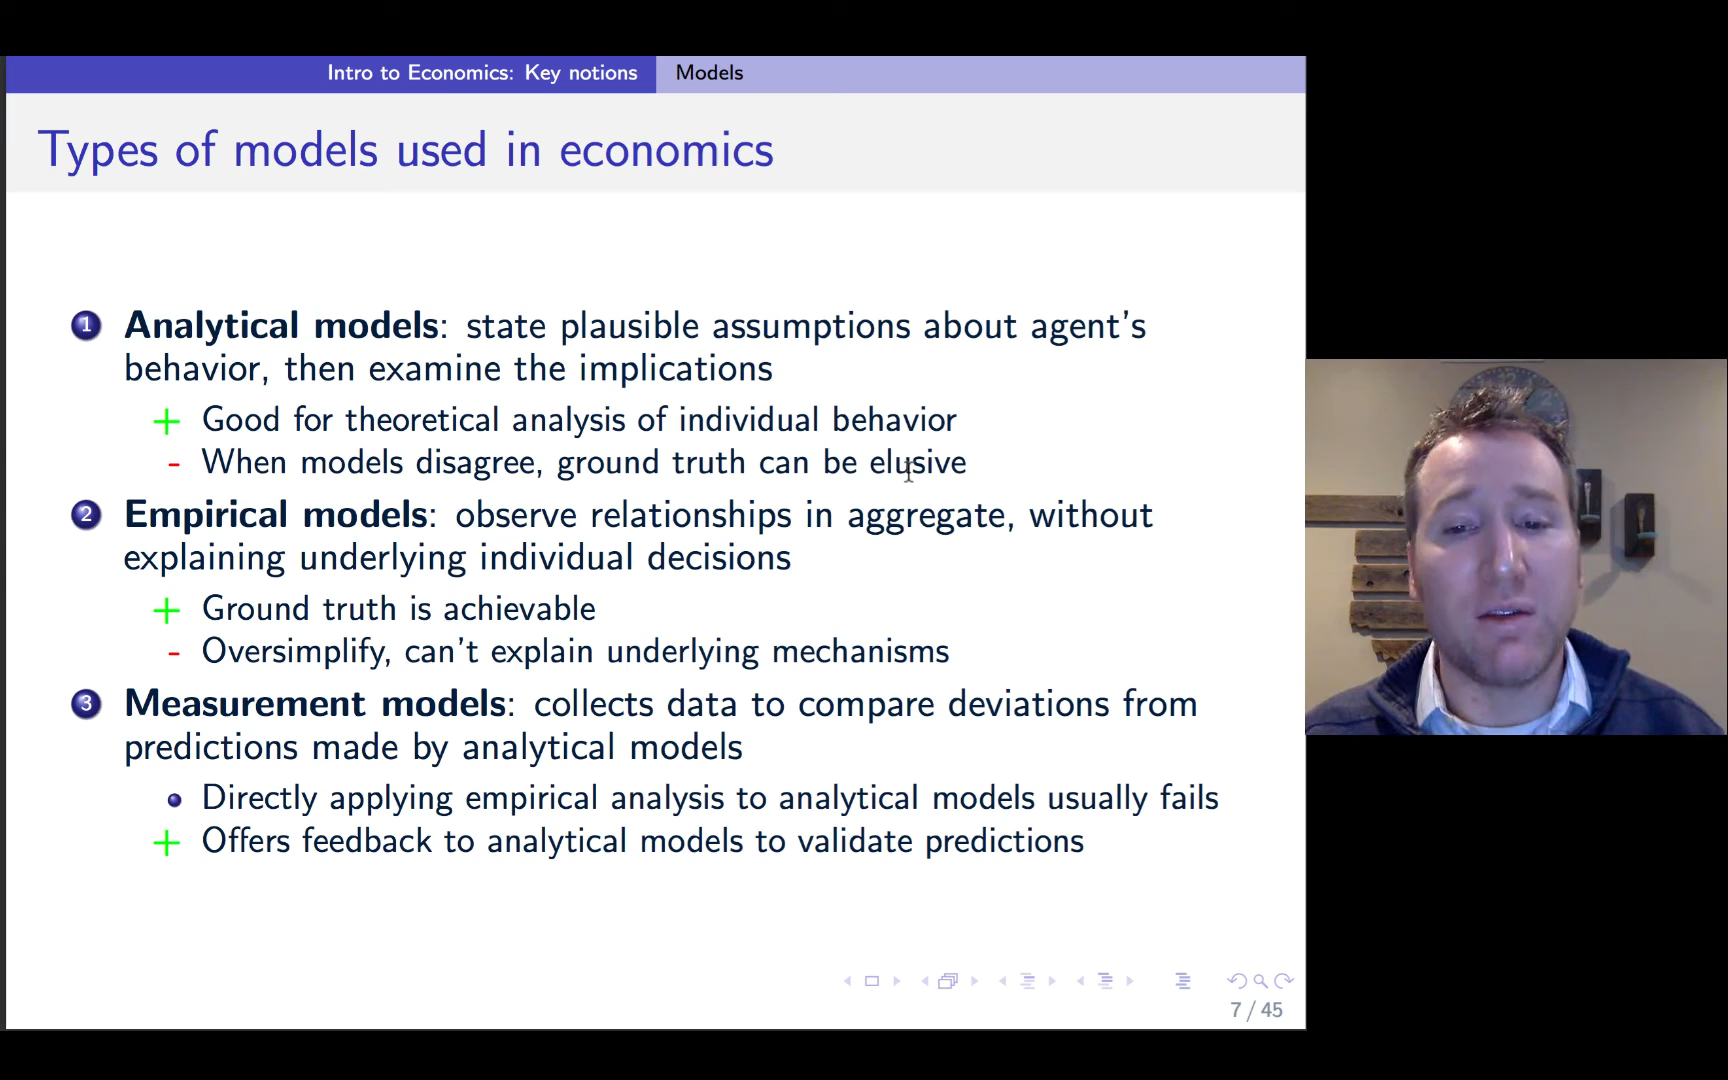 Intro to Economics: Key notions Models
Types of models used in economics
1 Analytical models: state plausible assumptions about agent's
behavior, then examine the implications
+ Good for theoretical analysis of individual behavior
- When models disagree, ground truth can be elusive
2 Empirical models: observe relationships in aggregate, without
explaining underlying individual decisions
+ Ground truth is achievable
- Oversimplify, can't explain underlying mechanisms
3 Measurement models: collects data to compare deviations from
predictions made by analytical models
• Directly applying empirical analysis to analytical models usually fails
+ Offers feedback to analytical models to validate predictions
7 / 45